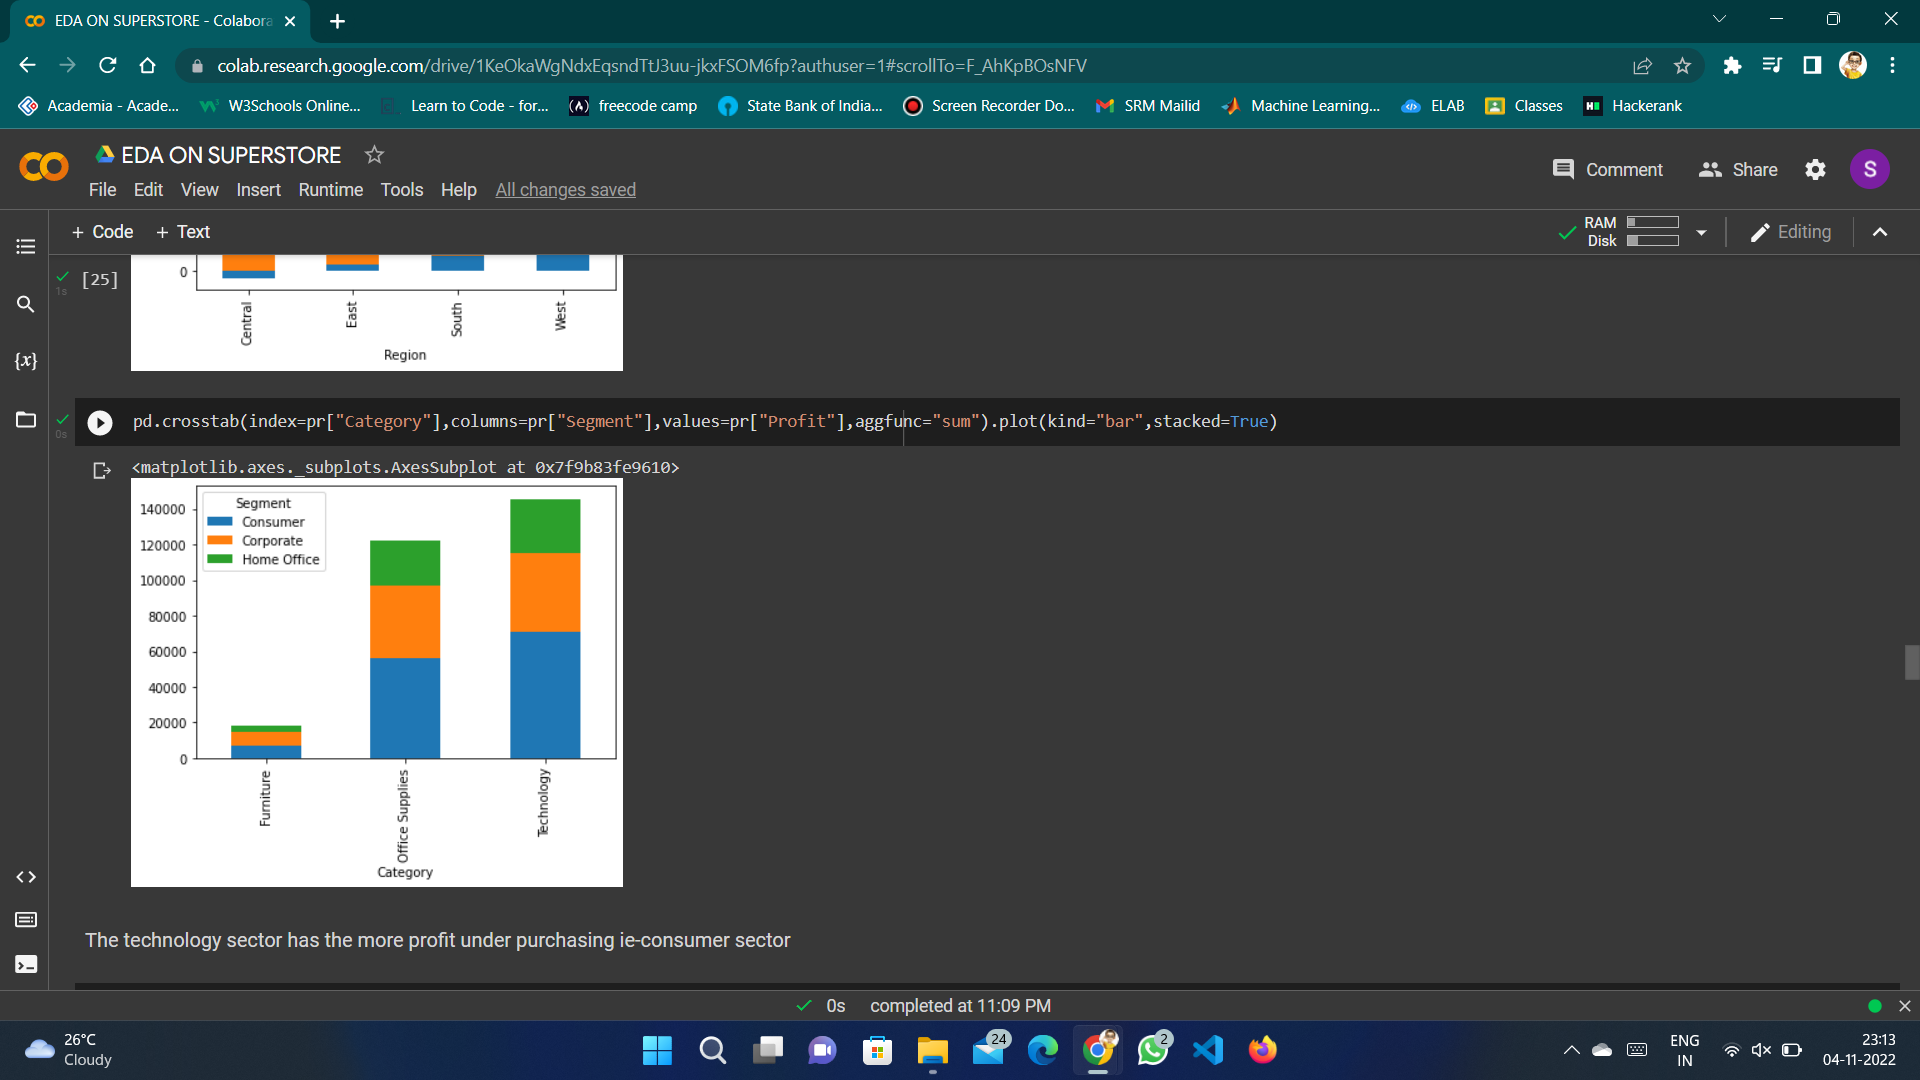 EDA ON SUPERSTORE - Colabora
colab.research.google.com/drive/1KeOkaWgNdxEqsndTtJ3uu-jkxFSOM6fp?authuser=1#scrollTo=F_AhKpBOsNFV
Academia - Acade... W3Schools Online... Learn to Code - for... freecode camp State Bank of India... Screen Recorder Do... SRM Mailid Machine Learning... ELAB Classes Hackerank
EDA ON SUPERSTORE
File Edit View Insert Runtime Tools Help All changes saved
Comment Share S
+ Code + Text
RAM
Disk
Editing
[25]
1s
0
Central East South West
Region
0s
pd.crosstab(index=pr["Category"],columns=pr["Segment"],values=pr["Profit"],aggfunc="sum").plot(kind="bar",stacked=True)
<matplotlib.axes._subplots.AxesSubplot at 0x7f9b83fe9610>
Segment
Consumer
Corporate
Home Office
140000
120000
100000
80000
60000
40000
20000
0
Furniture Office Supplies Technology
Category
The technology sector has the more profit under purchasing ie-consumer sector
0s completed at 11:09 PM
26°C
Cloudy
24
2
ENG
IN
23:13
04-11-2022